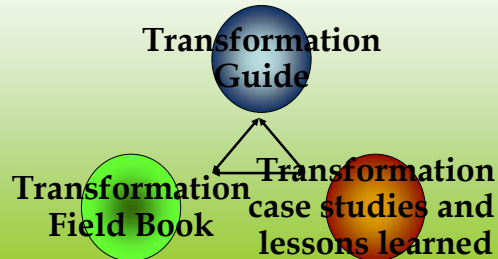 Transformation
Guide
Transformation
Field Book
Transformation
case studies and
lessons learned